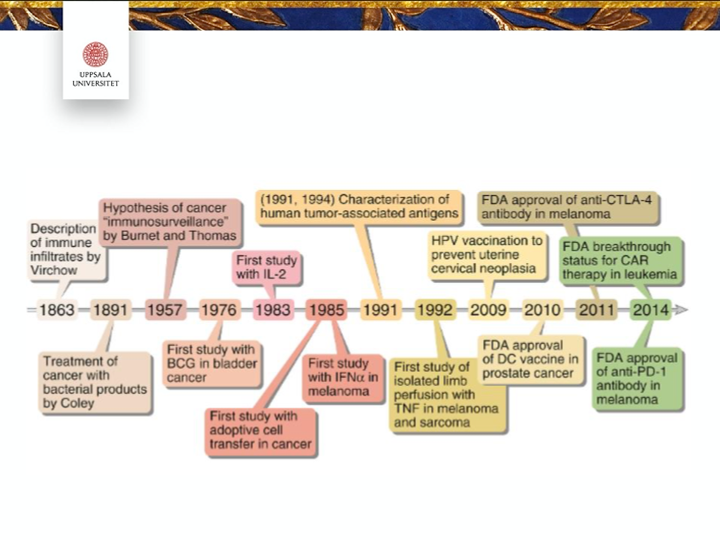 UPPSALA
UNIVERSITET
Description
of immune
infiltrates by
Virchow
Hypothesis of cancer
“immunosurveillance”
by Burnet and Thomas
First study
with IL-2
(1991, 1994) Characterization of
human tumor-associated antigens
HPV vaccination to
prevent uterine
cervical neoplasia
FDA approval of anti-CTLA-4
antibody in melanoma
FDA breakthrough
status for CAR
therapy in leukemia
1863 1891 1957 1976 1983 1985 1991 1992 2009 2010 2011 2014
Treatment of
cancer with
bacterial products
by Coley
First study with
BCG in bladder
cancer
First study with
adoptive cell
transfer in cancer
First study
with IFNα in
melanoma
First study of
isolated limb
perfusion with
TNF in melanoma
and sarcoma
FDA approval
of DC vaccine in
prostate cancer
FDA approval
of anti-PD-1
antibody in
melanoma